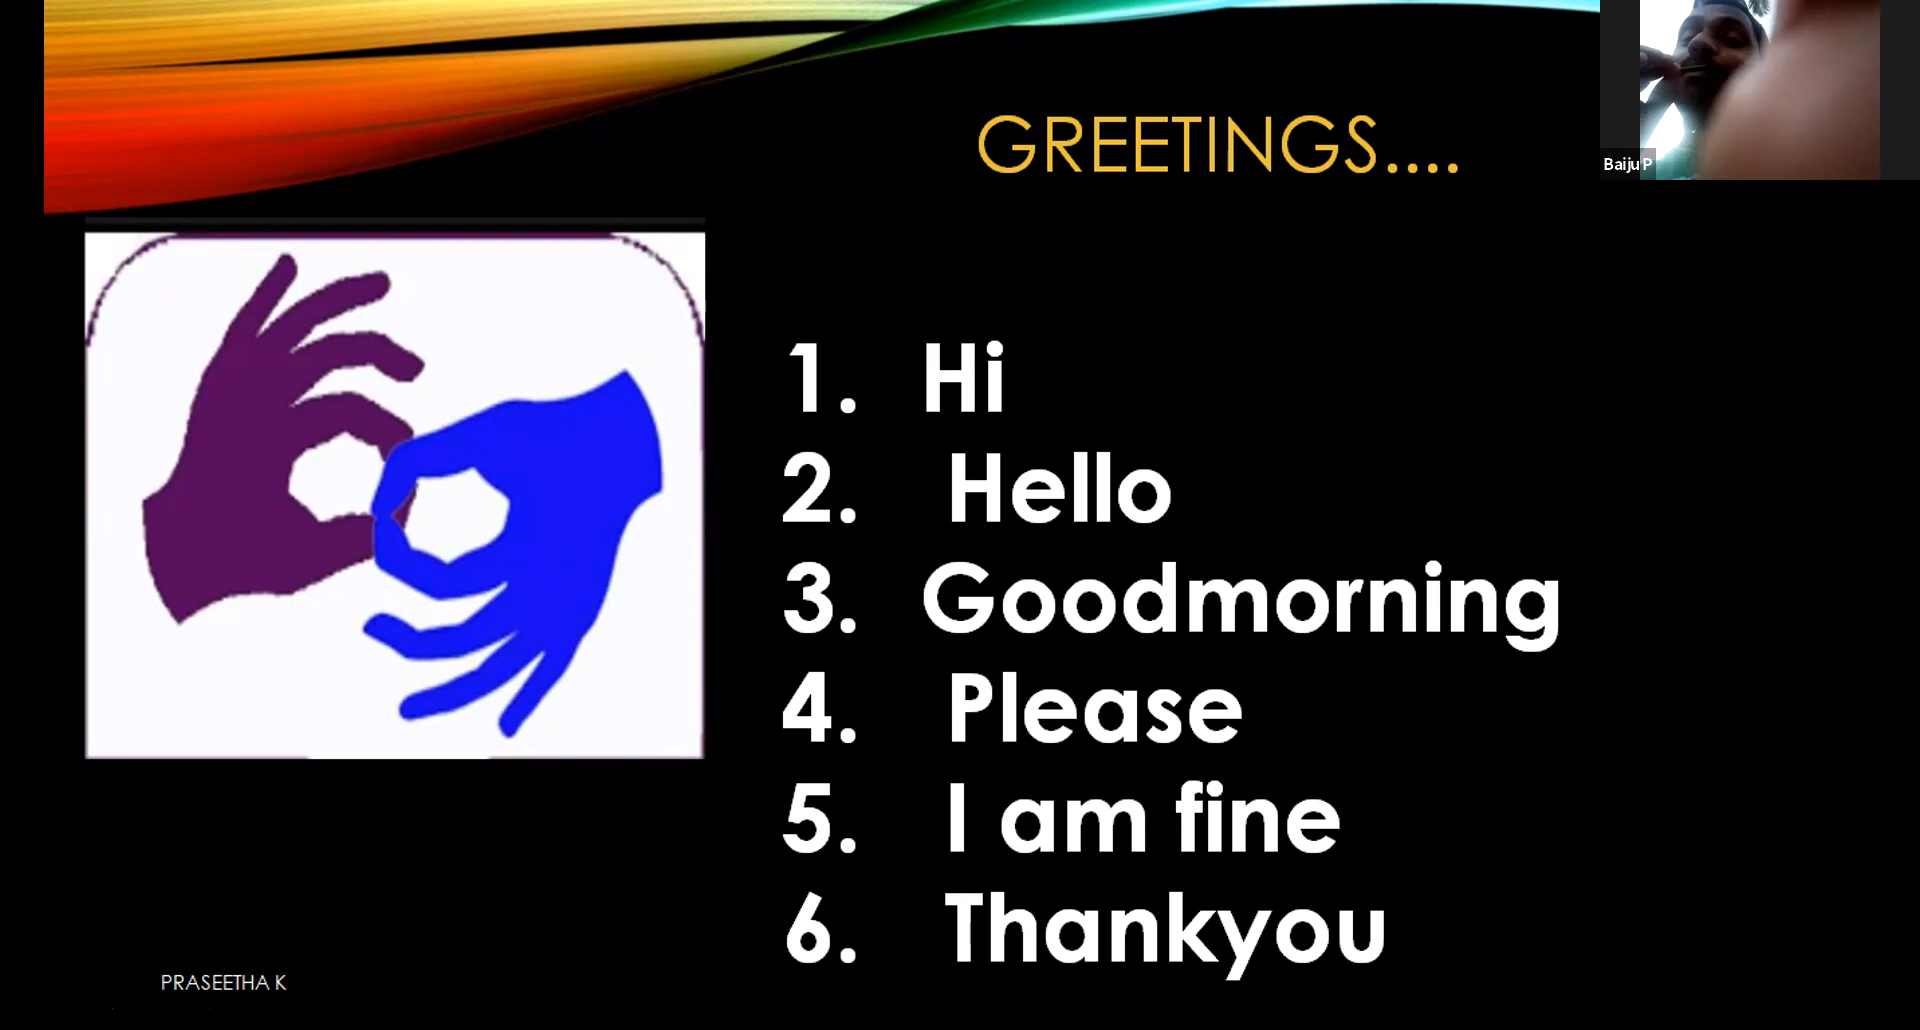 GREETINGS....
Baiju P
1. Hi
2. Hello
3. Goodmorning
4. Please
5. I am fine
6. Thankyou
PRASEETHA K